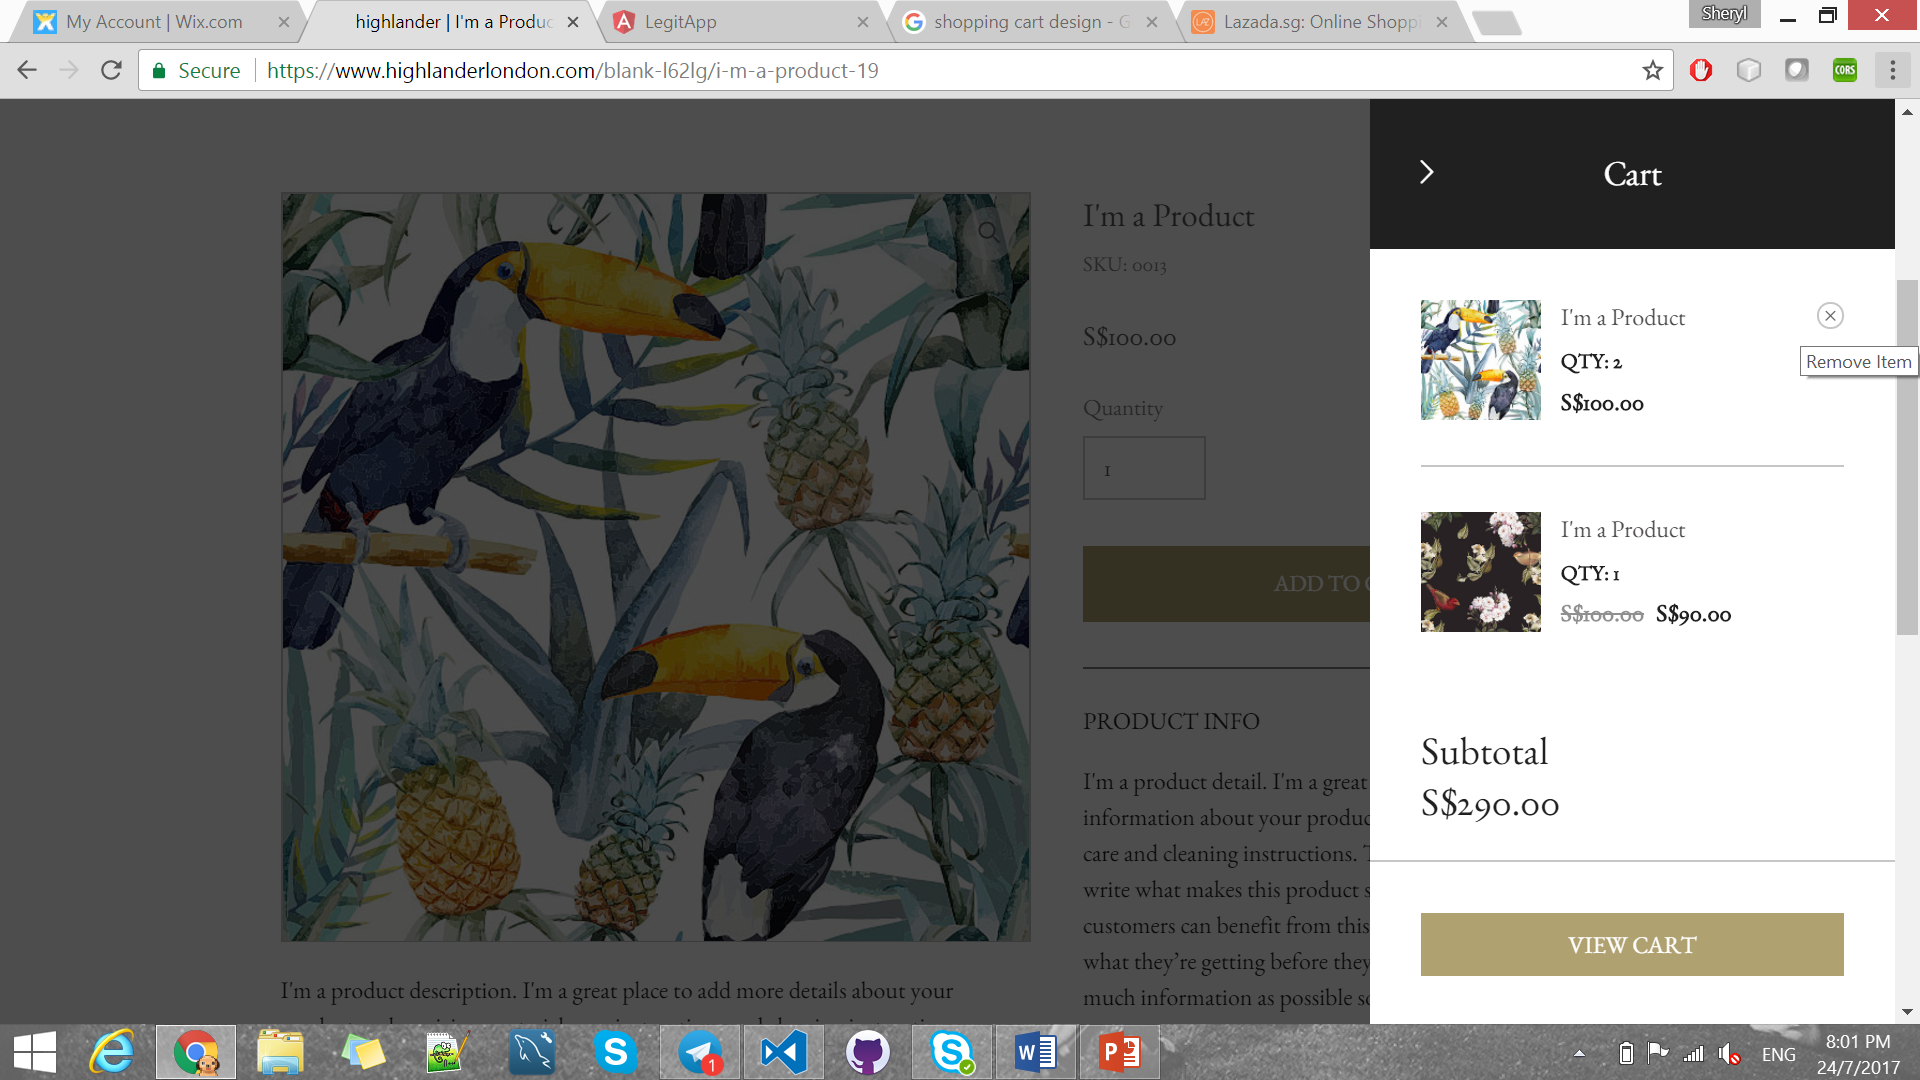 My Account | Wix.com
highlander | I'm a Produc
LegitApp
shopping cart design - G
Lazada.sg: Online Shoppi
Sheryl
Secure
https://www.highlanderlondon.com/blank-l62lg/i-m-a-product-19
CORS
I'm a Product
SKU: 0013
S$100.00
Quantity
1
ADD TO C
PRODUCT INFO
I'm a product detail. I'm a great
information about your produc
care and cleaning instructions. T
write what makes this product s
customers can benefit from this
what they're getting before they
much information as possible so
I'm a product description. I'm a great place to add more details about your
Cart
I'm a Product
QTY: 2
S$100.00
Remove Item
I'm a Product
QTY: 1
S$100.00 S$90.00
Subtotal
S$290.00
VIEW CART
1
ENG
8:01 PM
24/7/2017